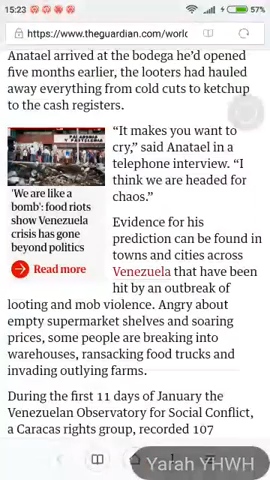 15:23
57%
https://www.theguardian.com/worlc
Anatael arrived at the bodega he'd opened
five months earlier, the looters had hauled
away everything from cold cuts to ketchup
to the cash registers.
“It makes you want to
cry,” said Anatael in a
telephone interview. “I
think we are headed for
chaos.”
'We are like a
bomb': food riots
show Venezuela
crisis has gone
beyond politics
Read more
Evidence for his
prediction can be found in
towns and cities across
Venezuela that have been
hit by an outbreak of
looting and mob violence. Angry about
empty supermarket shelves and soaring
prices, some people are breaking into
warehouses, ransacking food trucks and
invading outlying farms.
During the first 11 days of January the
Venezuelan Observatory for Social Conflict,
a Caracas rights group, recorded 107
Yarah YHWH